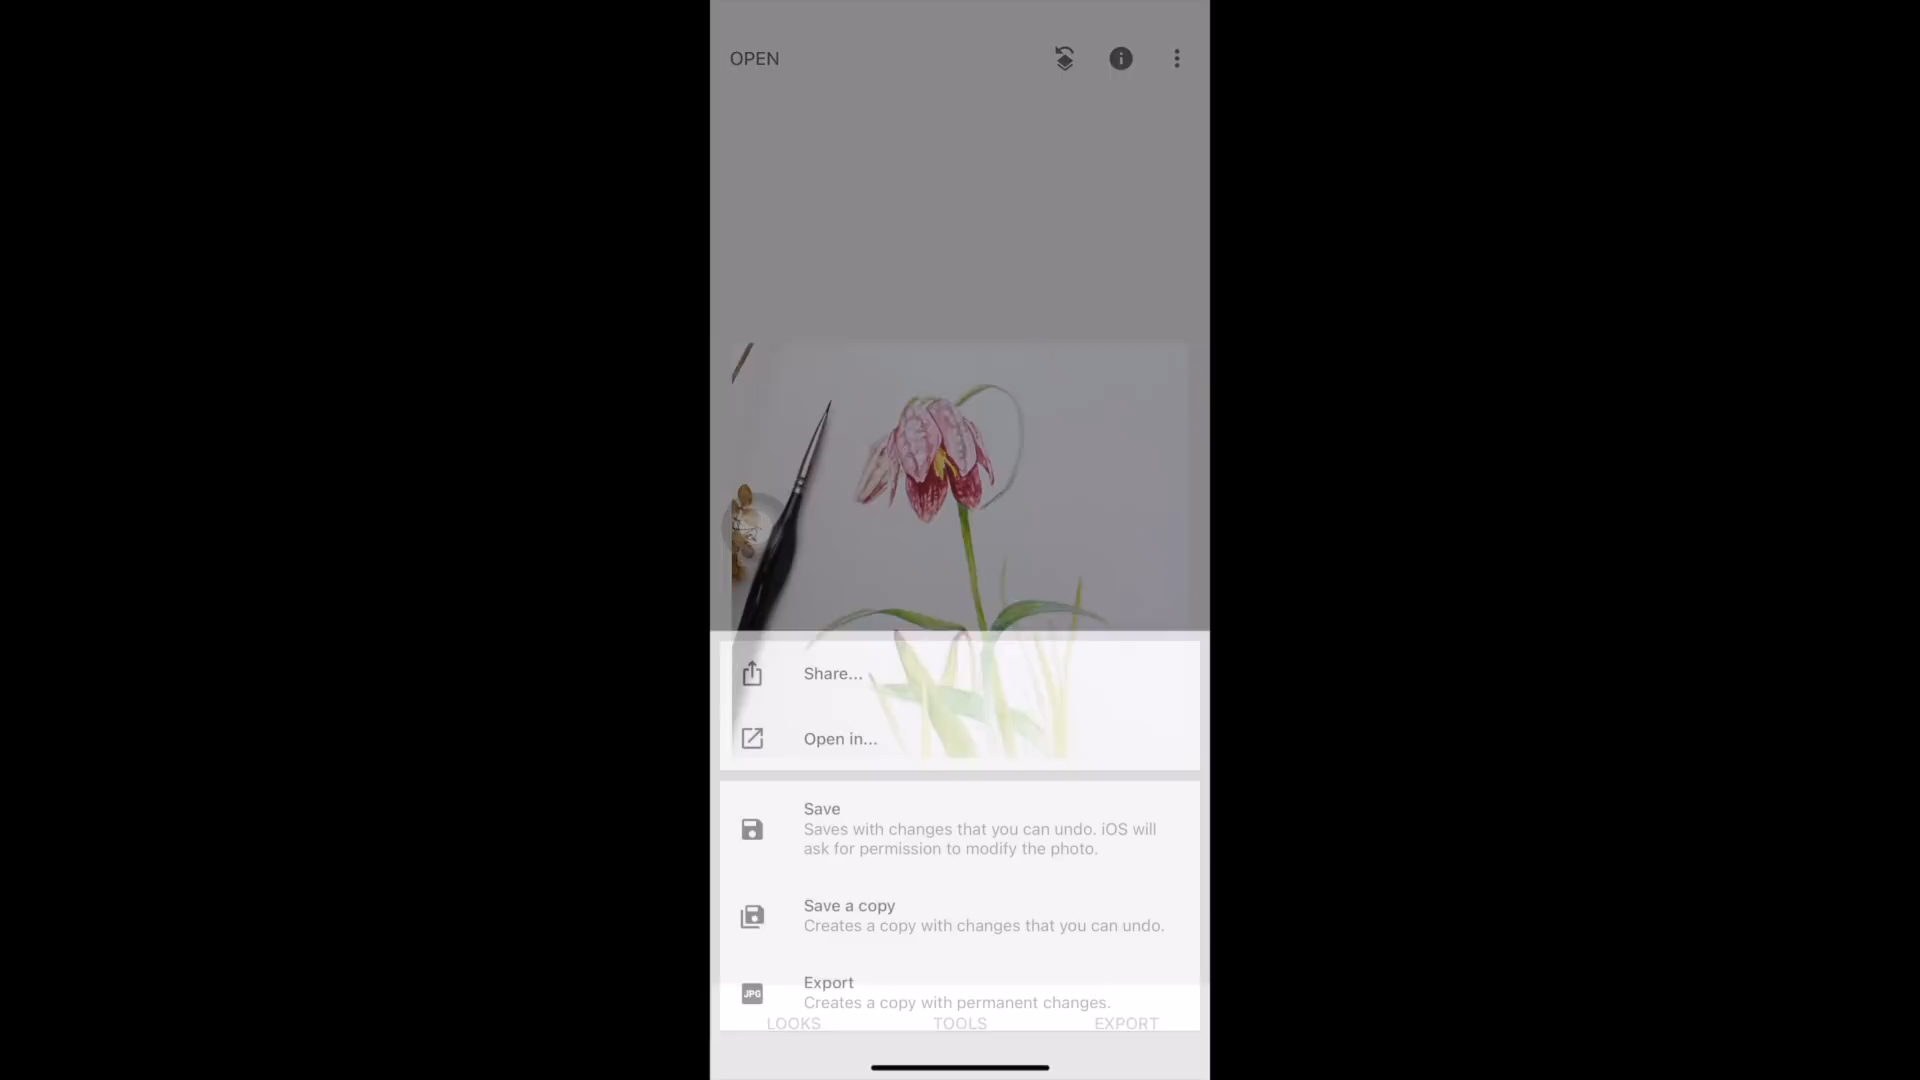 OPEN
Share...
Open in...
Save
Saves with changes that you can undo. iOS will
ask for permission to modify the photo.
Save a copy
Creates a copy with changes that you can undo.
Export
JPG
Creates a copy with permanent changes.
LOOKS
TOOLS
EXPORT